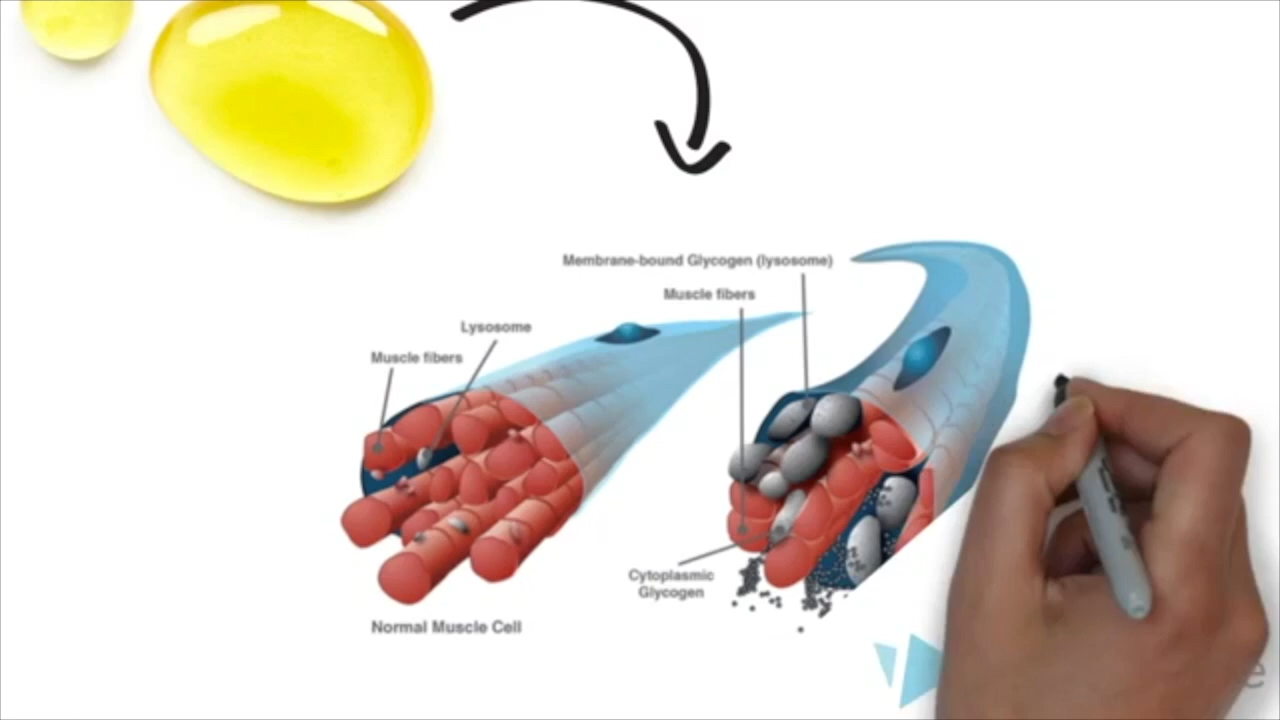 Membrane-bound Glycogen (lysosome)
Muscle fibers
Lysosome
Muscle fibers
Cytoplasmic
Glycogen
Normal Muscle Cell